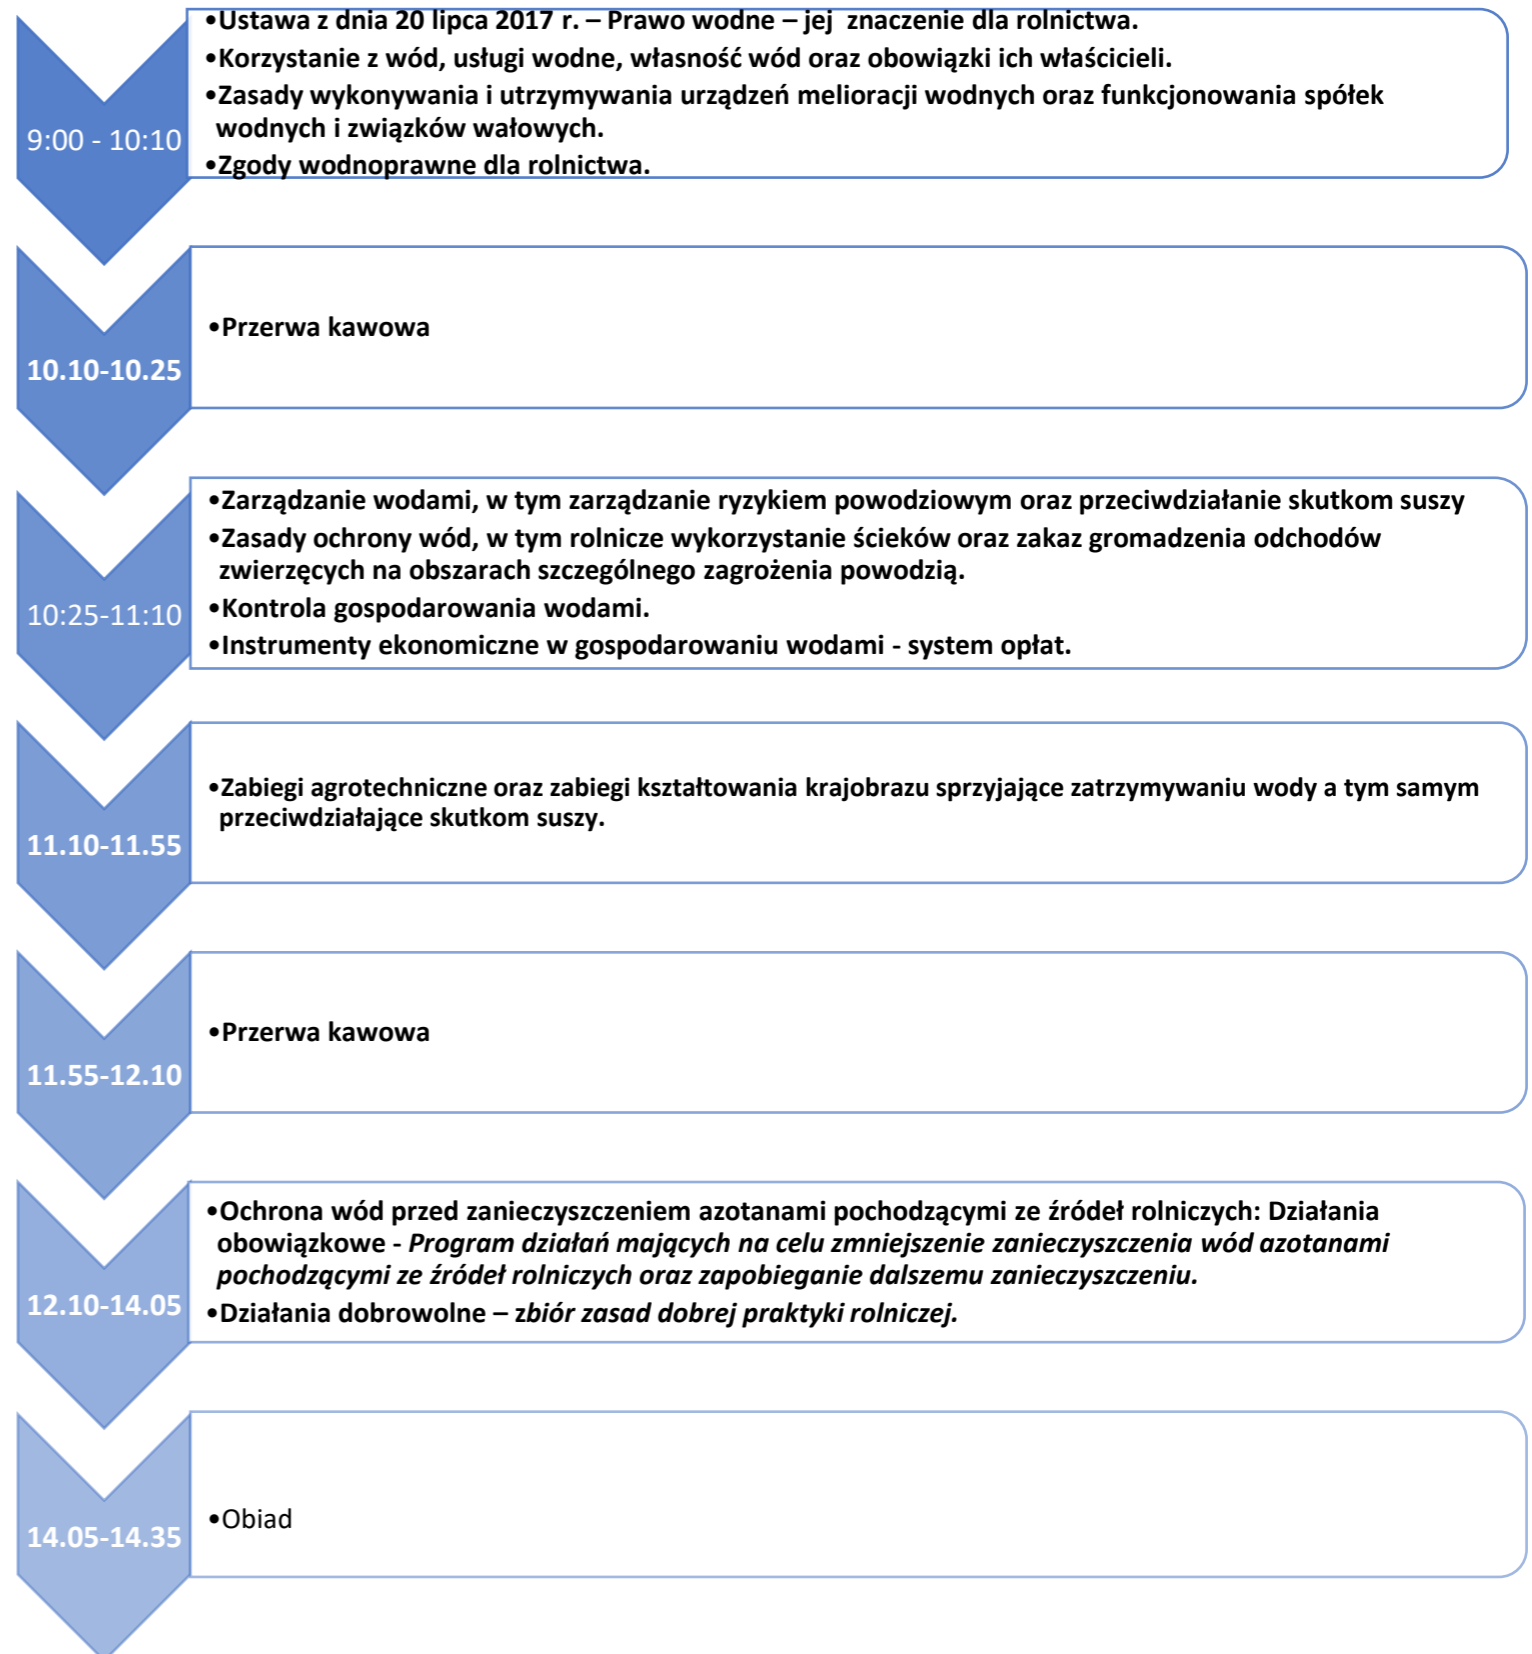 •Ustawa z dnia 20 lipca 2017 r. – Prawo wodne – jej  znaczenie dla rolnictwa.
•Korzystanie z wód, usługi wodne, własność wód oraz obowiązki ich właścicieli.
•Zasady wykonywania i utrzymywania urządzeń melioracji wodnych oraz funkcjonowania spółek
wodnych i związków wałowych.
9:00 - 10:10
•Zgody wodnoprawne dla rolnictwa.
•Przerwa kawowa
10.10-10.25
•Zarządzanie wodami, w tym zarządzanie ryzykiem powodziowym oraz przeciwdziałanie skutkom suszy
•Zasady ochrony wód, w tym rolnicze wykorzystanie ścieków oraz zakaz gromadzenia odchodów
zwierzęcych na obszarach szczególnego zagrożenia powodzią.
10:25-11:10
•Kontrola gospodarowania wodami.
•Instrumenty ekonomiczne w gospodarowaniu wodami - system opłat.
•Zabiegi agrotechniczne oraz zabiegi kształtowania krajobrazu sprzyjające zatrzymywaniu wody a tym samym
przeciwdziałające skutkom suszy.
11.10-11.55
•Przerwa kawowa
11.55-12.10
•Ochrona wód przed zanieczyszczeniem azotanami pochodzącymi ze źródeł rolniczych: Działania
obowiązkowe - Program działań mających na celu zmniejszenie zanieczyszczenia wód azotanami
pochodzącymi ze źródeł rolniczych oraz zapobieganie dalszemu zanieczyszczeniu.
12.10-14.05
•Działania dobrowolne – zbiór zasad dobrej praktyki rolniczej.
•Obiad
14.05-14.35